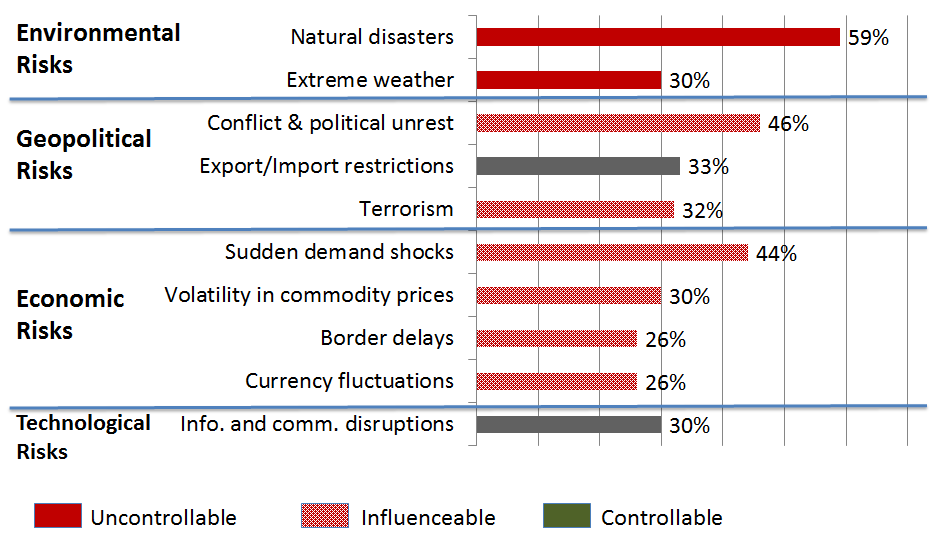 Environmental
Risks
Natural disasters 59%
Extreme weather 30%
Geopolitical
Risks
Conflict & political unrest 46%
Export/Import restrictions 33%
Terrorism 32%
Economic
Risks
Sudden demand shocks 44%
Volatility in commodity prices 30%
Border delays 26%
Currency fluctuations 26%
Technological
Risks
Info. and comm. disruptions 30%
Uncontrollable Influenceable Controllable